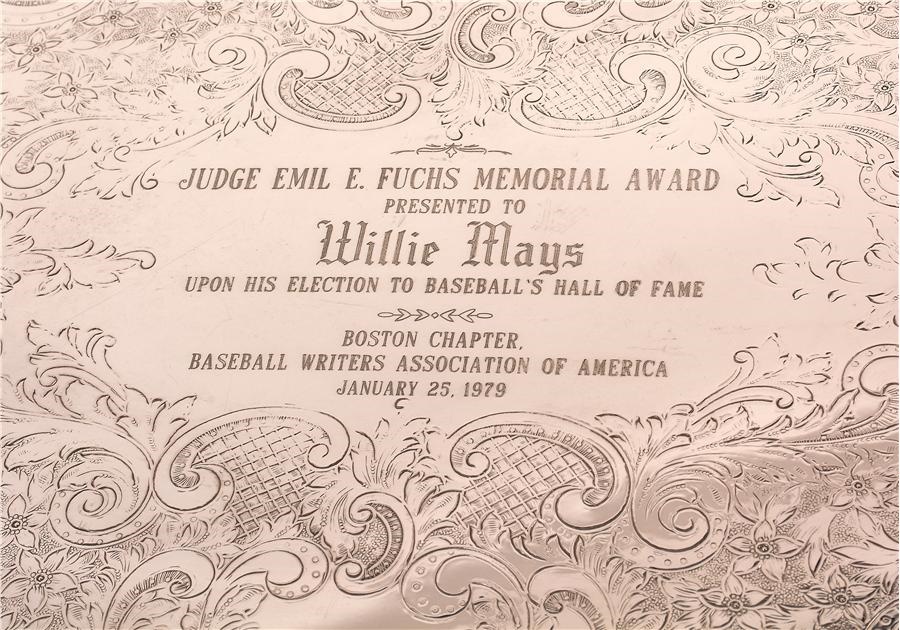 JUDGE EMIL E. FUCHS MEMORIAL AWARD
PRESENTED TO
Willie Mays
UPON HIS ELECTION TO BASEBALL'S HALL OF FAME
BOSTON CHAPTER,
BASEBALL WRITERS ASSOCIATION OF AMERICA
JANUARY 25, 1979